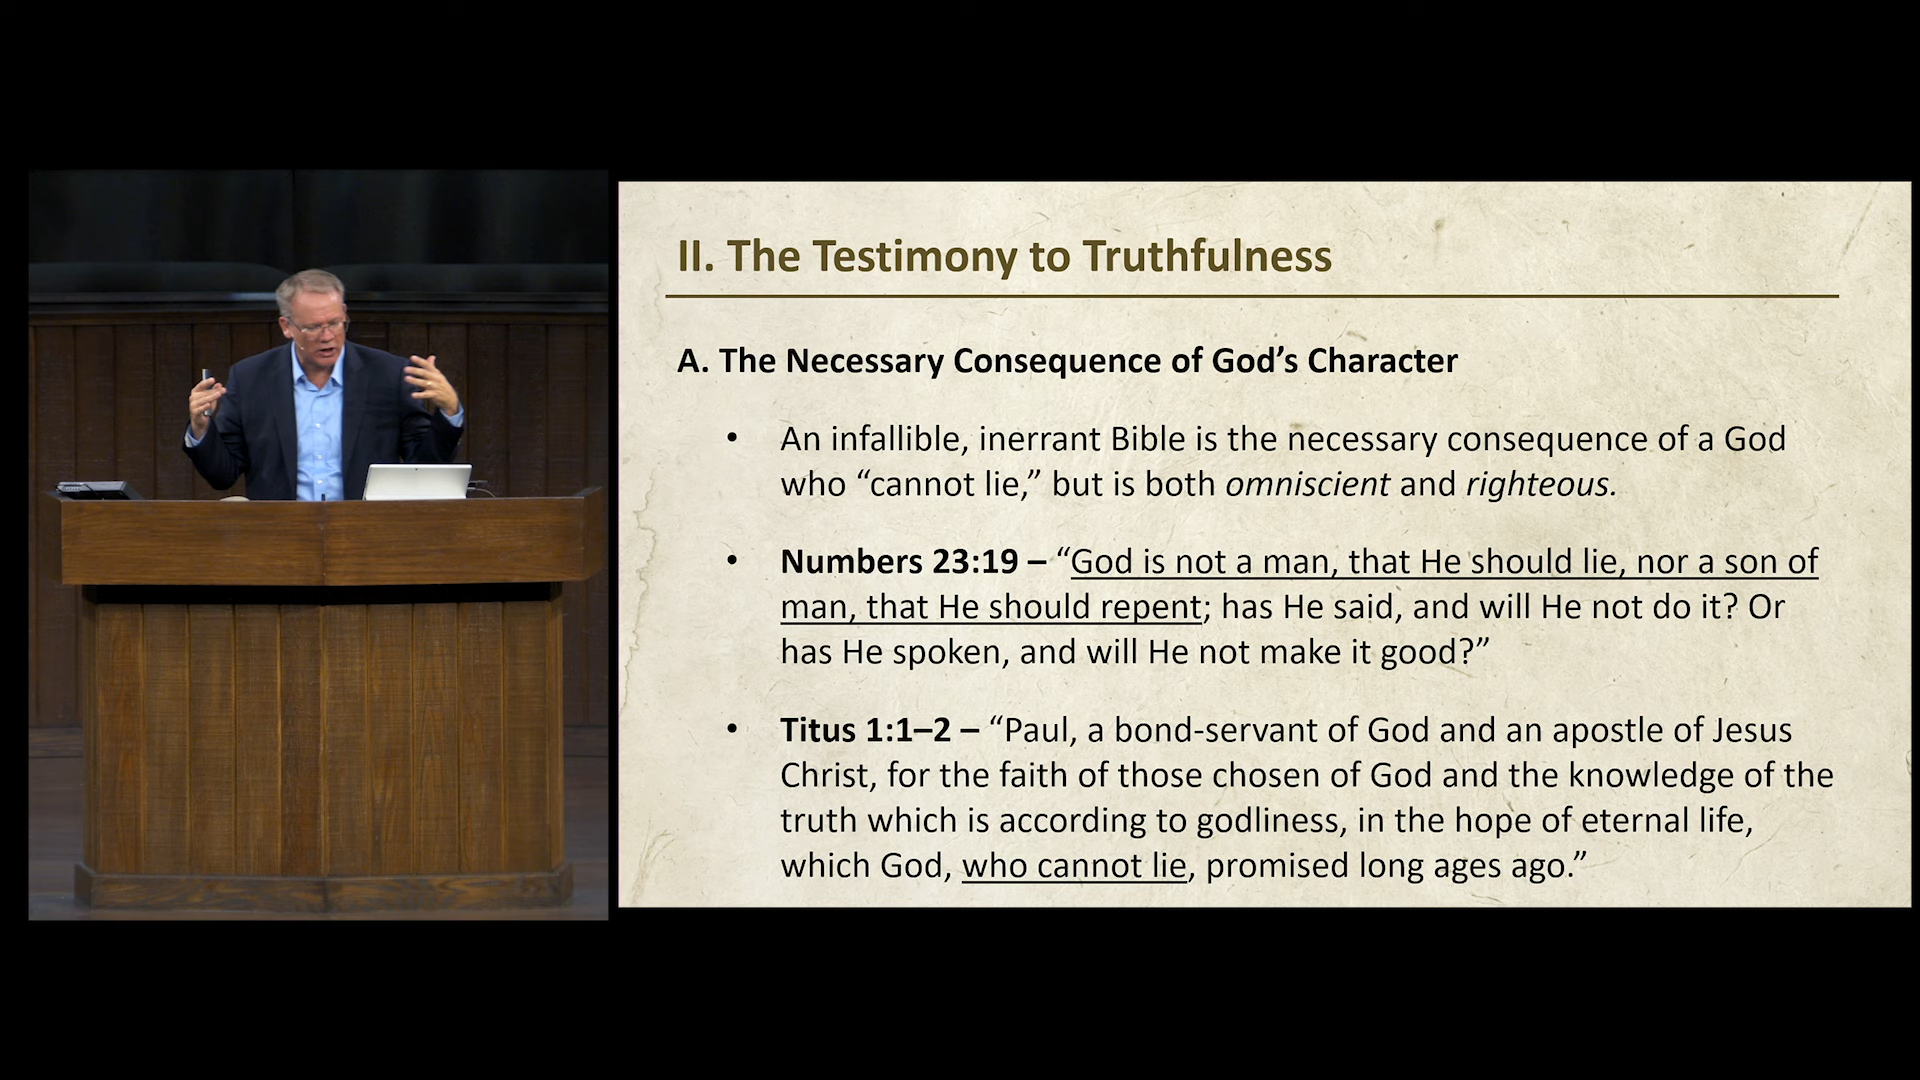 II. The Testimony to Truthfulness
A. The Necessary Consequence of God’s Character
• An infallible, inerrant Bible is the necessary consequence of a God
who “cannot lie,” but is both omniscient and righteous.
• Numbers 23:19 – “God is not a man, that He should lie, nor a son of
man, that He should repent; has He said, and will He not do it? Or
has He spoken, and will He not make it good?”
• Titus 1:1–2 – “Paul, a bond-servant of God and an apostle of Jesus
Christ, for the faith of those chosen of God and the knowledge of the
truth which is according to godliness, in the hope of eternal life,
which God, who cannot lie, promised long ages ago.”